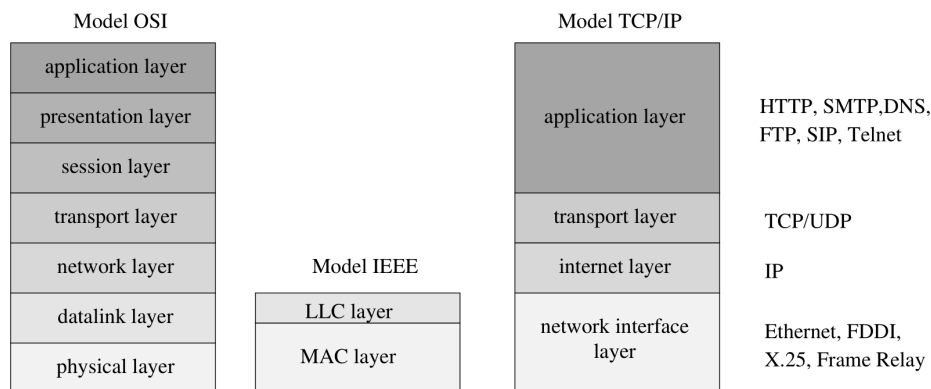 Model OSI
application layer
presentation layer
session layer
transport layer
network layer
datalink layer
physical layer
Model IEEE
LLC layer
MAC layer
Model TCP/IP
application layer
transport layer
internet layer
network interface
layer
HTTP, SMTP,DNS,
FTP, SIP, Telnet
TCP/UDP
IP
Ethernet, FDDI,
X.25, Frame Relay